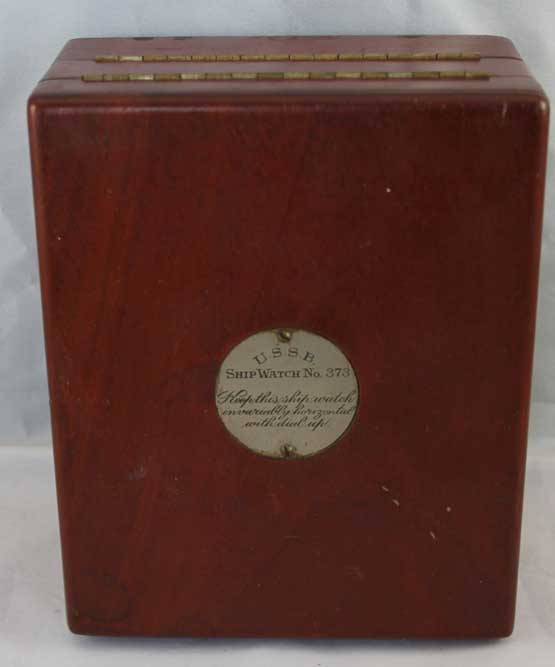 U.S.S.B.
SHIP WATCH No. 373
Keep this ship watch
invariably horizontal
with dial up.